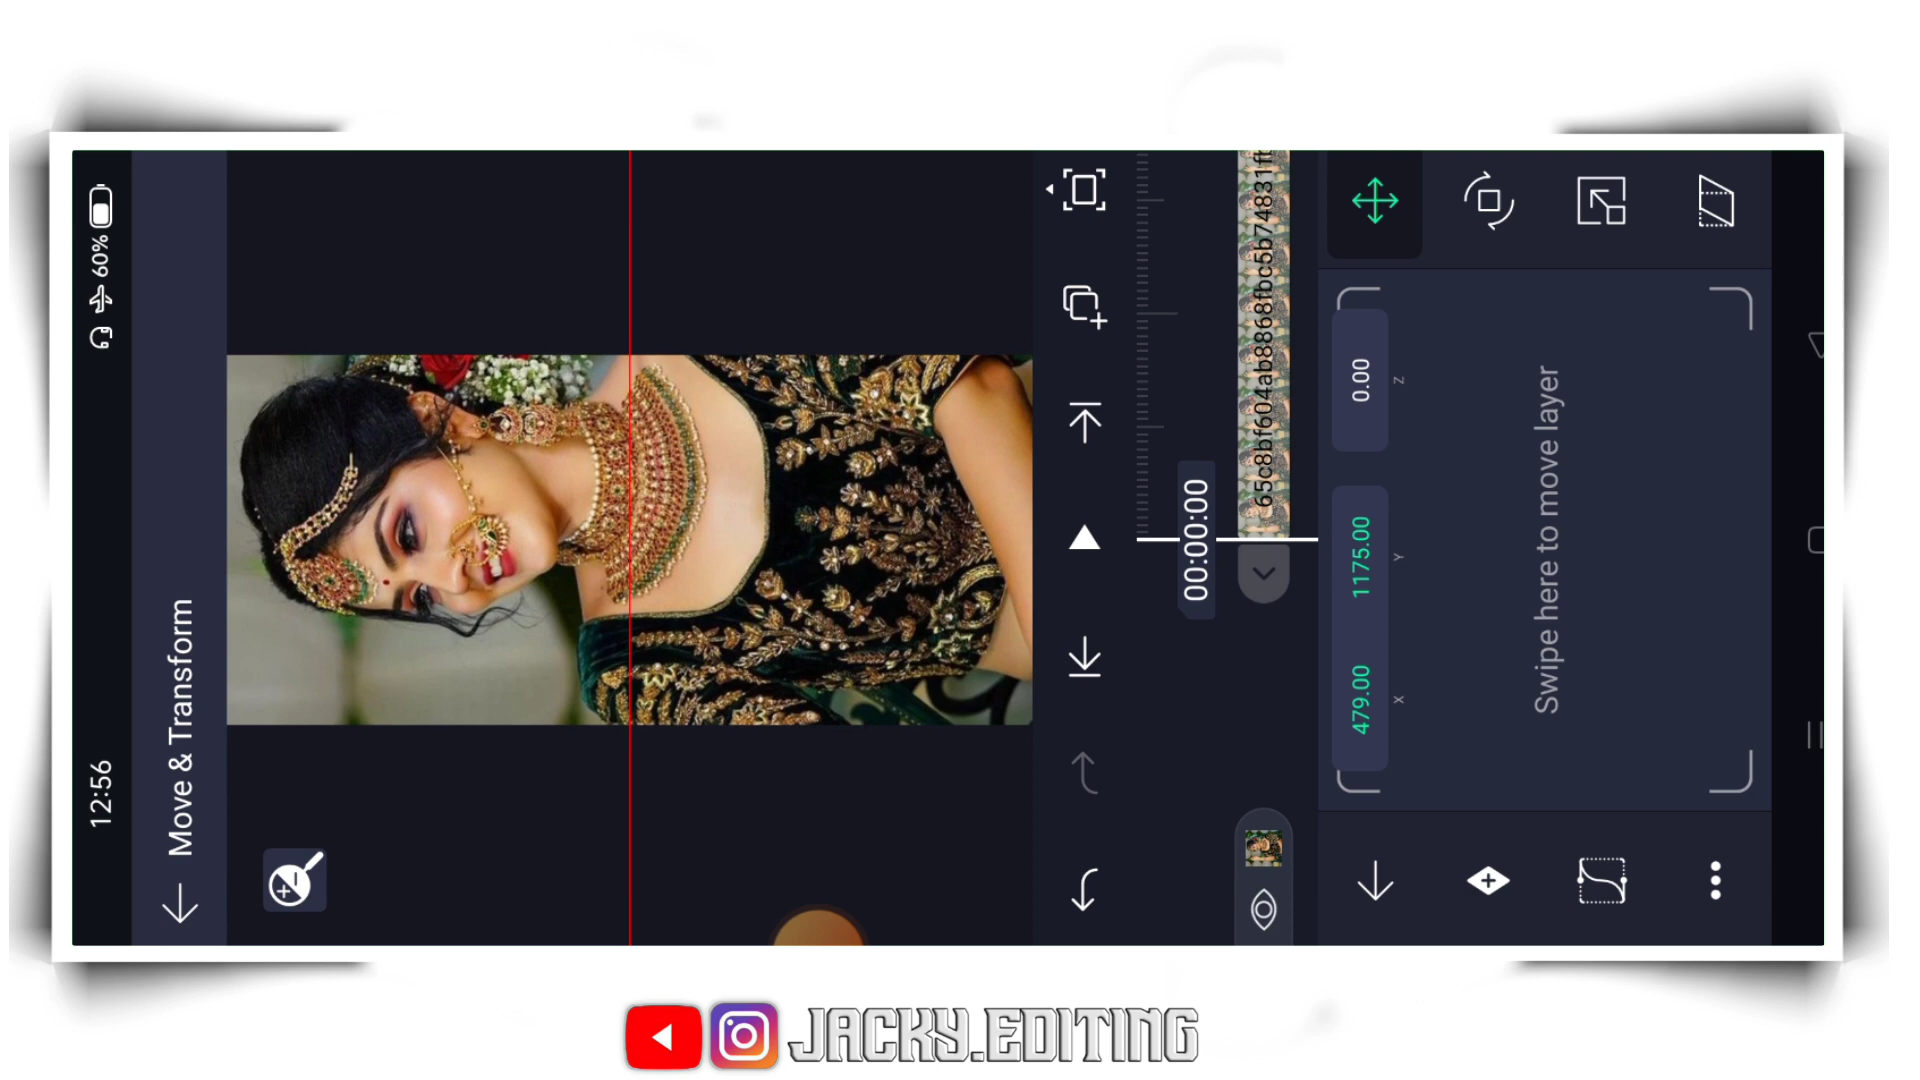 12:56
60%
Move & Transform
00:00:00
65c8bf604ab8868fbc5b74831f
479.00
1175.00
0.00
X
Y
Z
Swipe here to move layer
JACKY.EDITING